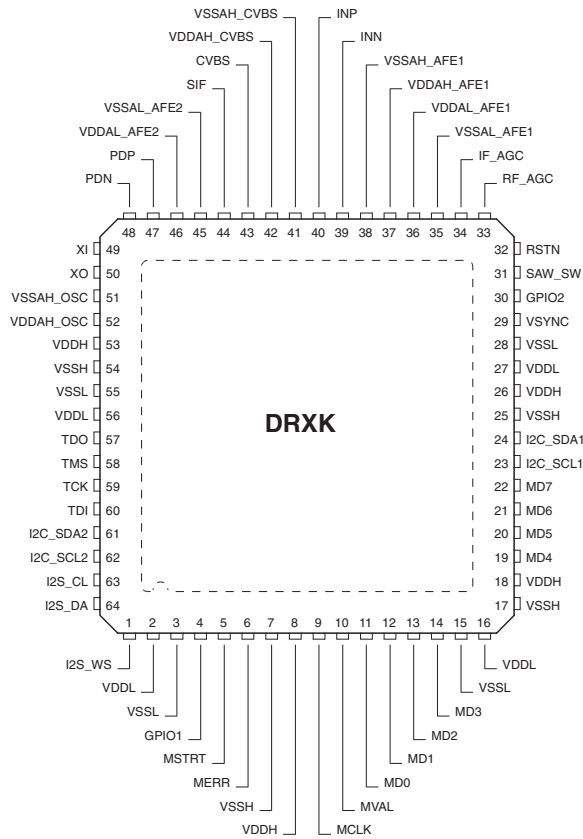 VSSAH_CVBS INP
VDDAH_CVBS INN
CVBS VSSAH_AFE1
SIF VDDAH_AFE1
VSSAL_AFE2 VDDAL_AFE1
VDDAL_AFE2 VSSAL_AFE1
PDP IF_AGC
PDN RF_AGC
48 47 46 45 44 43 42 41 40 39 38 37 36 35 34 33
XI 49 32 RSTN
XO 50 31 SAW_SW
VSSAH_OSC 51 30 GPIO2
VDDAH_OSC 52 29 VSYNC
VDDH 53 28 VSSL
VSSH 54 27 VDDL
VSSL 55 26 VDDH
VDDL 56 25 VSSH
DRXK
TDO 57 24 I2C_SDA1
TMS 58 23 I2C_SCL1
TCK 59 22 MD7
TDI 60 21 MD6
I2C_SDA2 61 20 MD5
I2C_SCL2 62 19 MD4
I2S_CL 63 18 VDDH
I2S_DA 64 17 VSSH
1 2 3 4 5 6 7 8 9 10 11 12 13 14 15 16
I2S_WS VDDL
VDDL VSSL
VSSL MD3
GPIO1 MD2
MSTRT MD1
MERR MD0
VSSH MVAL
VDDH MCLK